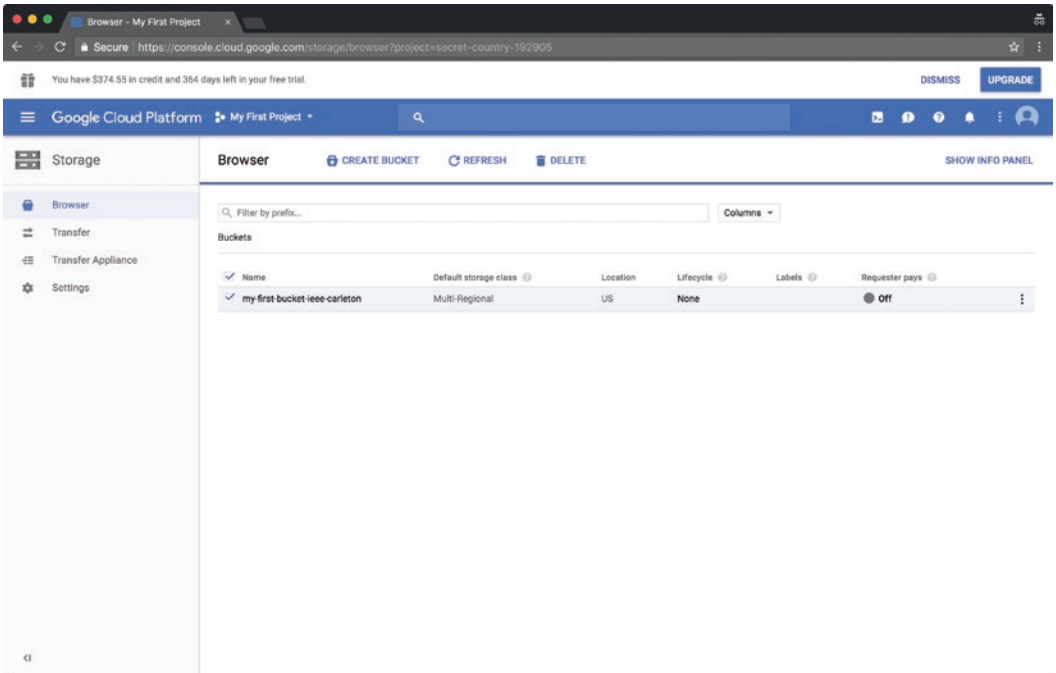 Browser - My First Project
Secure https://console.cloud.google.com/storage/browser?project=secret-country-192905
You have $374.55 in credit and 364 days left in your free trial. DISMISS UPGRADE
Google Cloud Platform My First Project
Storage Browser CREATE BUCKET REFRESH DELETE SHOW INFO PANEL
Browser
Transfer
Transfer Appliance
Settings
Filter by prefix... Columns
Buckets
Name Default storage class Location Lifecycle Labels Requester pays
my-first-bucket-ieee-carleton Multi-Regional US None Off